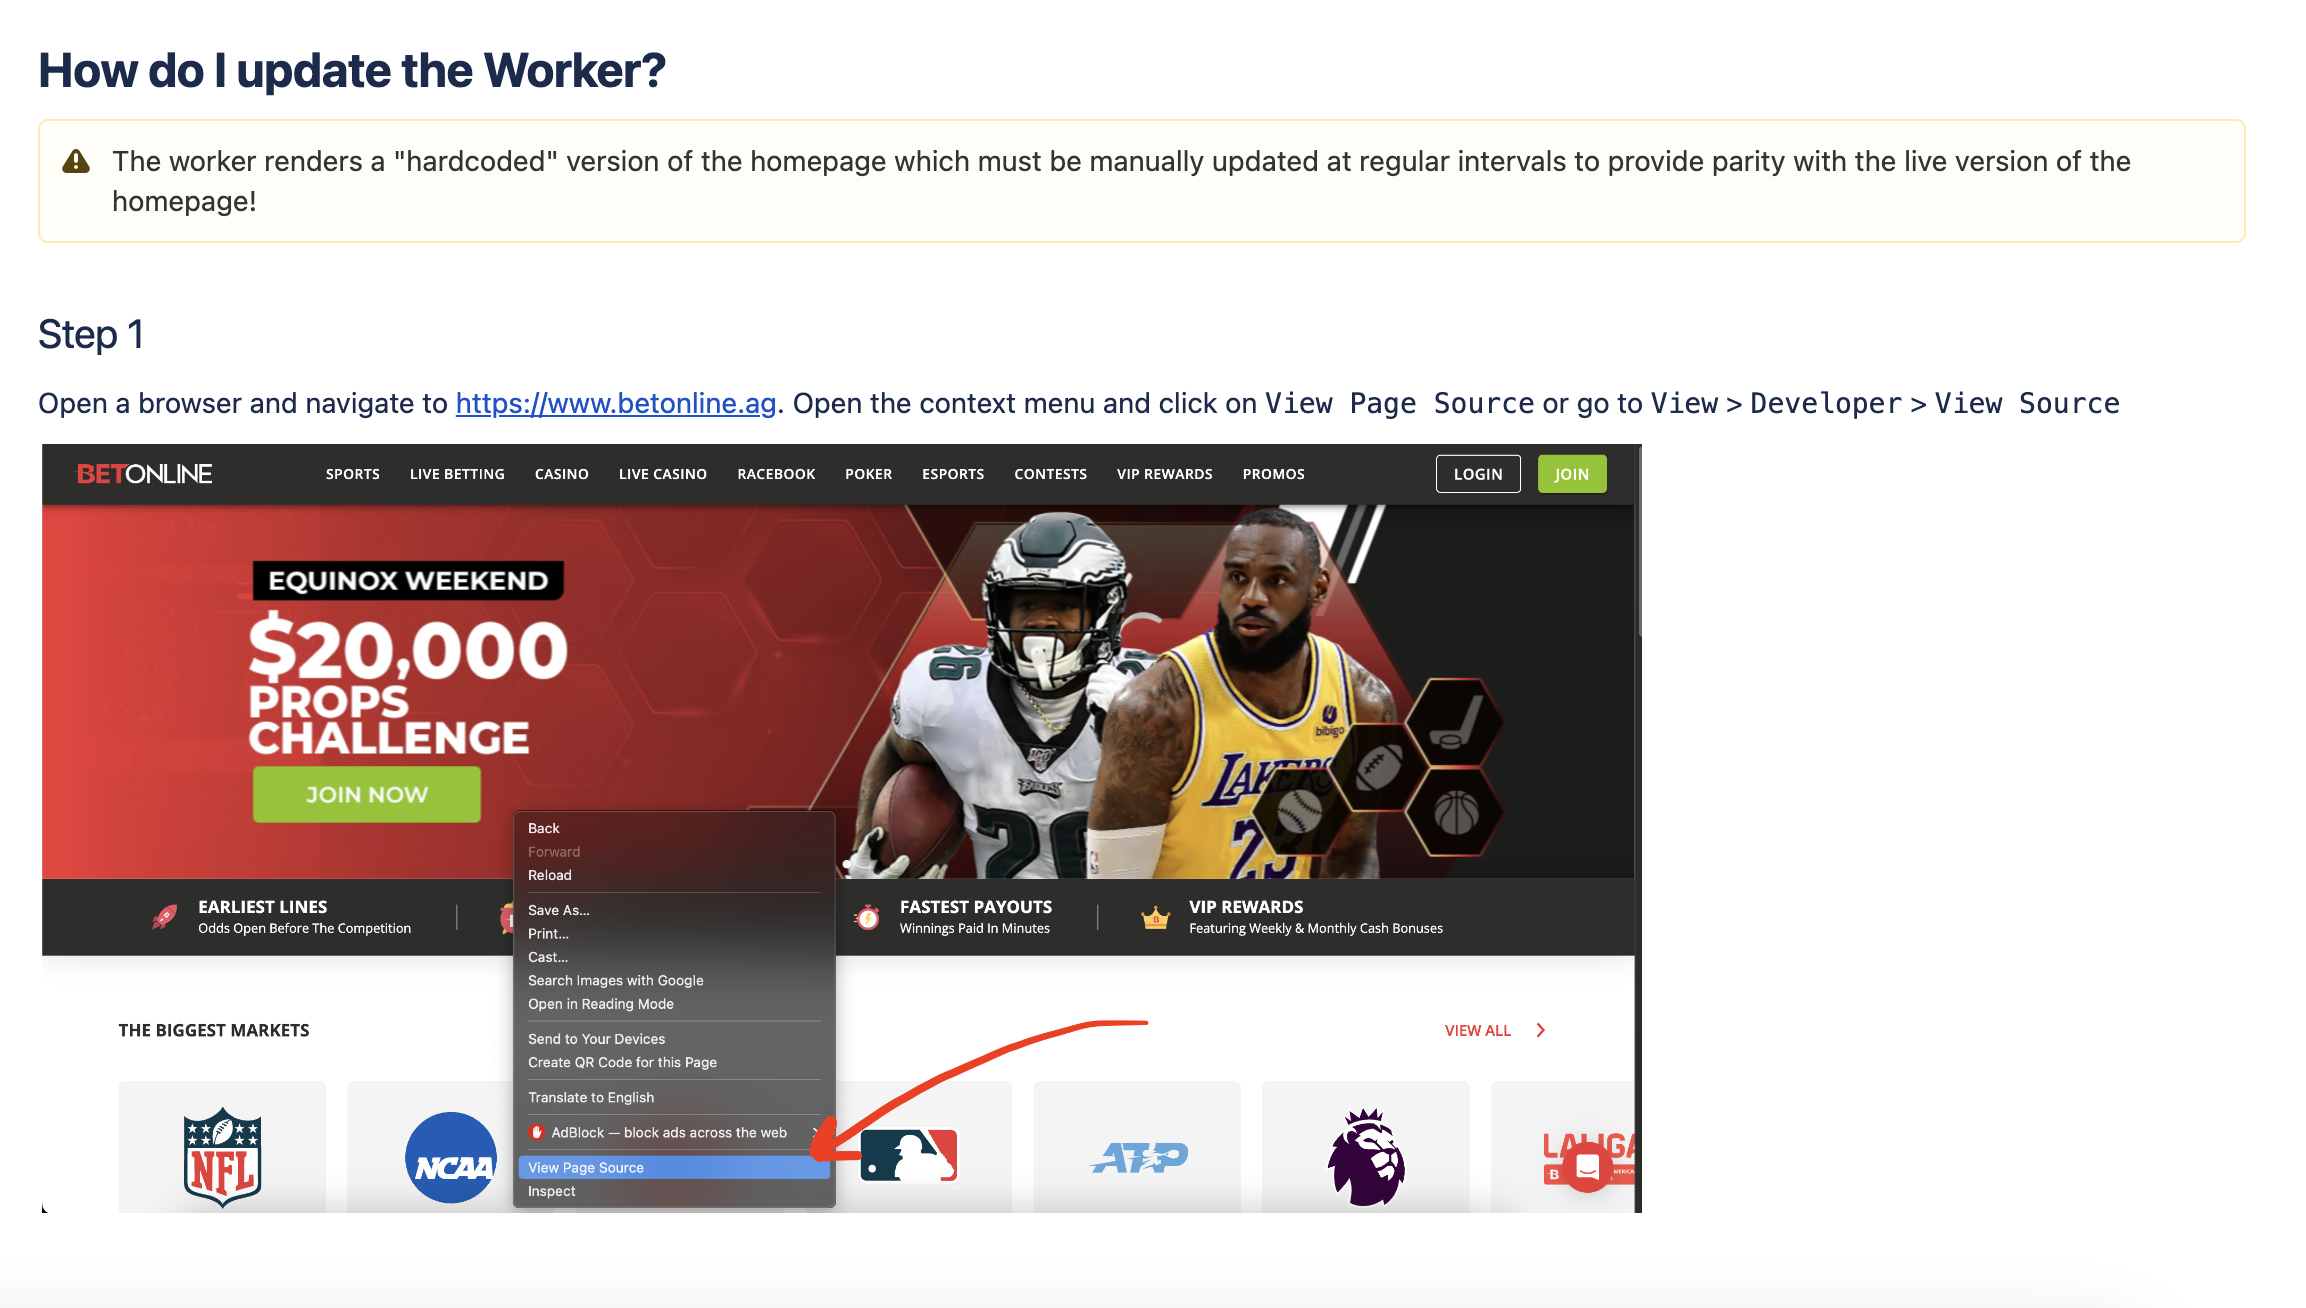 How do I update the Worker?
The worker renders a "hardcoded" version of the homepage which must be manually updated at regular intervals to provide parity with the live version of the
homepage!
Step 1
Open a browser and navigate to https://www.betonline.ag. Open the context menu and click on View Page Source or go to View > Developer > View Source
BETONLINE SPORTS LIVE BETTING CASINO LIVE CASINO RACEBOOK POKER ESPORTS CONTESTS VIP REWARDS PROMOS LOGIN JOIN
EQUINOX WEEKEND
$20,000
PROPS
CHALLENGE
JOIN NOW
26
bibigo
LAKERS
EAGLES
26
23
Back
Forward
Reload
Save As...
Print...
Cast...
Search Images with Google
Open in Reading Mode
Send to Your Devices
Create QR Code for this Page
Translate to English
AdBlock — block ads across the web
View Page Source
Inspect
EARLIEST LINES
Odds Open Before The Competition
FASTEST PAYOUTS
Winnings Paid In Minutes
VIP REWARDS
Featuring Weekly & Monthly Cash Bonuses
THE BIGGEST MARKETS
VIEW ALL
NFL
NCAA
ATP
LALIGA